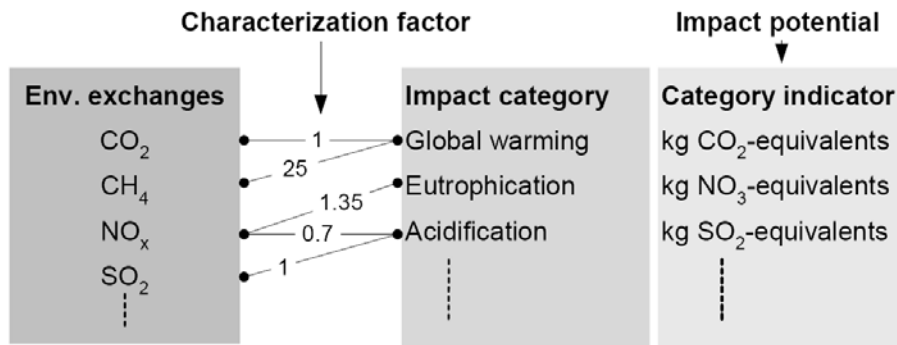 Characterization factor
Impact potential
Env. exchanges
Impact category
Category indicator
CO₂
1
Global warming
kg CO₂-equivalents
25
CH₄
1.35
Eutrophication
kg NO₃-equivalents
NOₓ
0.7
Acidification
kg SO₂-equivalents
1
SO₂